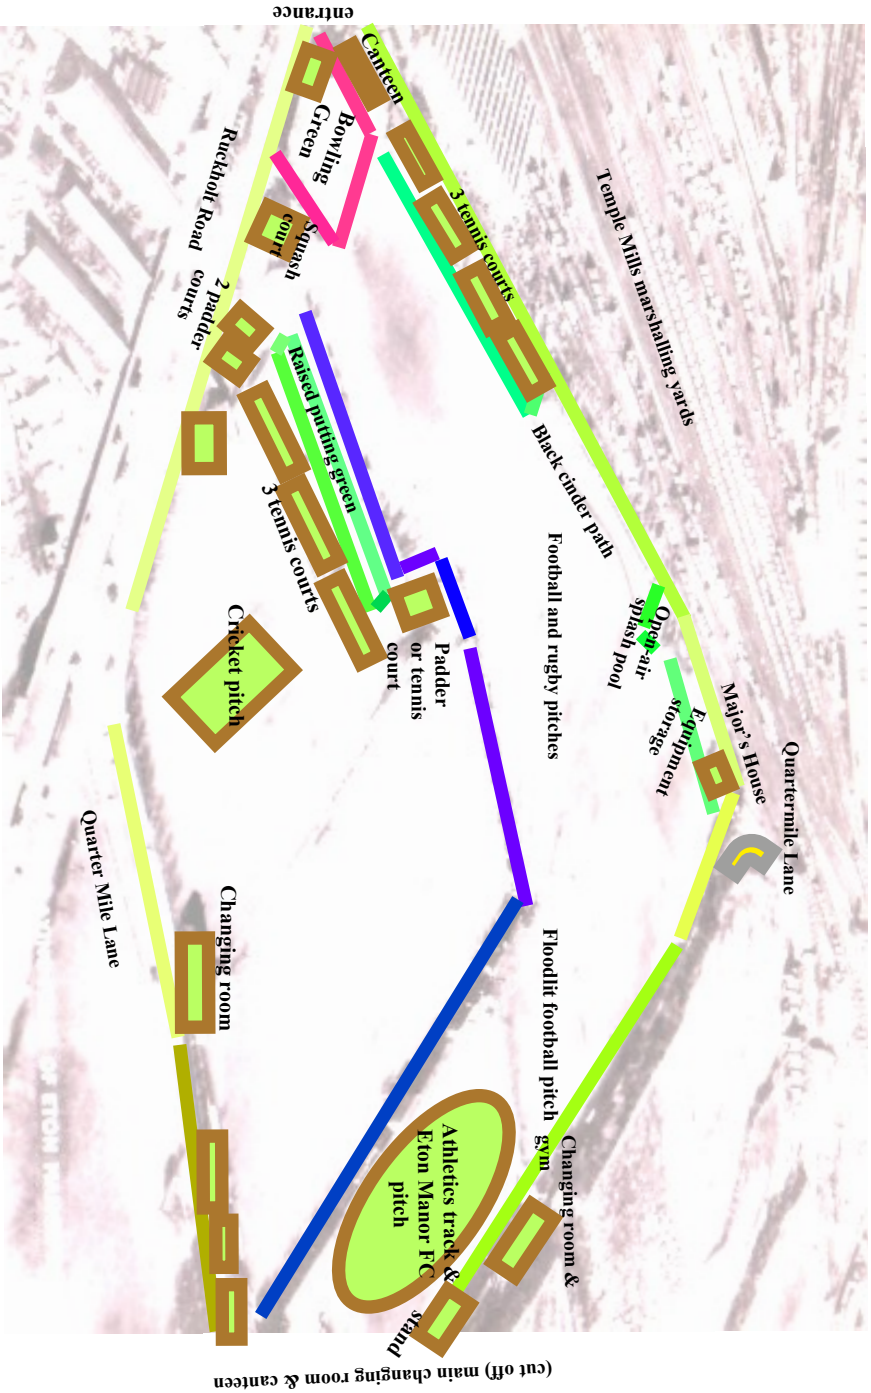 entrance
Canteen
Bowling
Green
Ruckholt Road
Squash
court
3 tennis courts
Temple Mills marshalling yards
2 padder
courts
Raised putting green
Black cinder path
3 tennis courts
Football and rugby pitches
Cricket pitch
Padder
or tennis
court
Open-air
splash pool
Equipment
storage
Major's House
Quartermile Lane
Quarter Mile Lane
Changing room
Floodlit football pitch
Athletics track &
Eton Manor FC
pitch
Changing room &
gym
stand
(cut off) main changing room & canteen